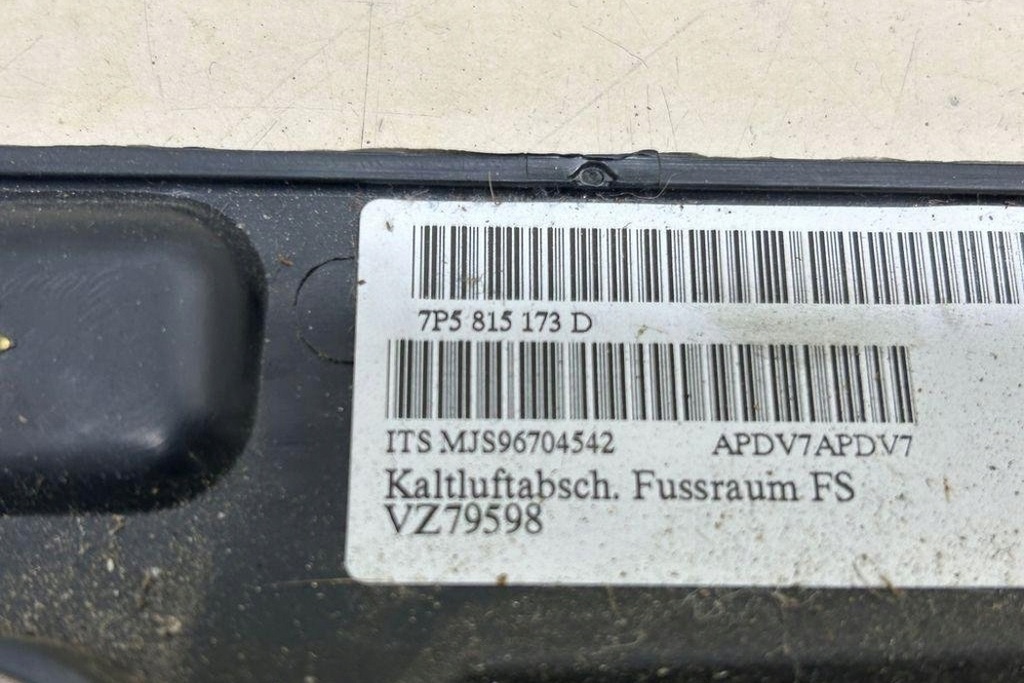 7P5 815 173 D
ITS MJS96704542 APDV7APDV7
Kaltluftabsch. Fussraum FS
VZ79598